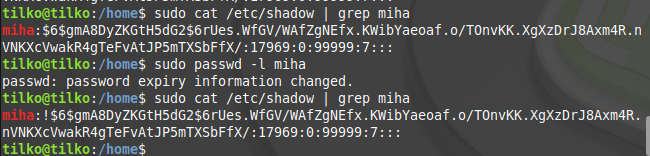 tilko@tilko:/home$ sudo cat /etc/shadow | grep miha
miha:$6$gmA8DyZKGtH5dG2$6rUes.WfGV/WAfZgNEfx.KWibYaeoaf.o/TOnvKK.XgXzDrJ8Axm4R.n
VNKXcVwakR4gTeFvAtJP5mTXSbFfX/:17969:0:99999:7:::
tilko@tilko:/home$ sudo passwd -l miha
passwd: password expiry information changed.
tilko@tilko:/home$ sudo cat /etc/shadow | grep miha
miha:!$6$gmA8DyZKGtH5dG2$6rUes.WfGV/WAfZgNEfx.KWibYaeoaf.o/TOnvKK.XgXzDrJ8Axm4R.
nVNKXcVwakR4gTeFvAtJP5mTXSbFfX/:17969:0:99999:7:::
tilko@tilko:/home$